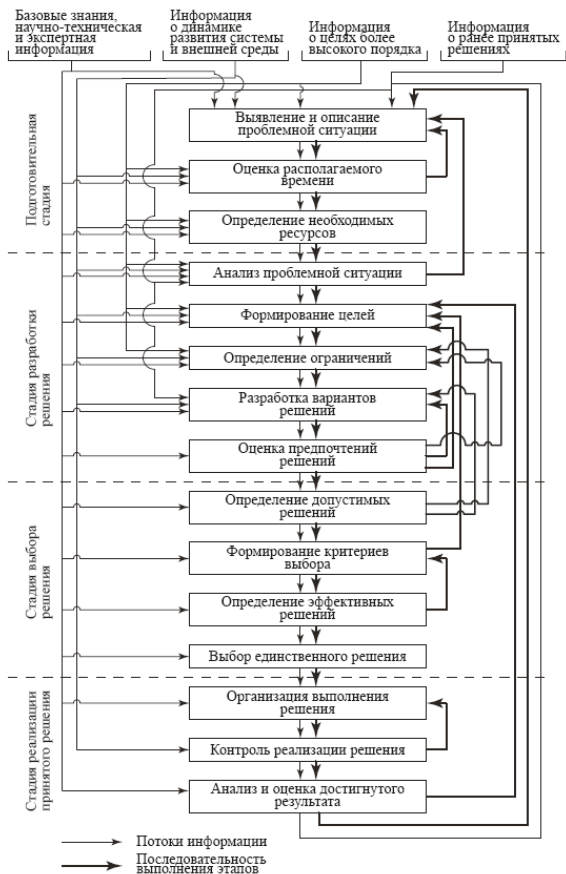 Базовые знания,
научно-техническая
и экспертная
информация
Информация
о динамике
развития системы
и внешней среды
Информация
о целях более
высокого порядка
Информация
о ранее принятых
решениях
Подготовительная
стадия
Выявление и описание
проблемной ситуации
Оценка располагаемого
времени
Определение необходимых
ресурсов
Стадия разработки
решения
Анализ проблемной ситуации
Формирование целей
Определение ограничений
Разработка вариантов
решений
Оценка предпочтений
решений
Стадия выбора
решения
Определение допустимых
решений
Формирование критериев
выбора
Определение эффективных
решений
Выбор единственного решения
Стадия реализации
принятого решения
Организация выполнения
решения
Контроль реализации решения
Анализ и оценка достигнутого
результата
Потоки информации
Последовательность
выполнения этапов